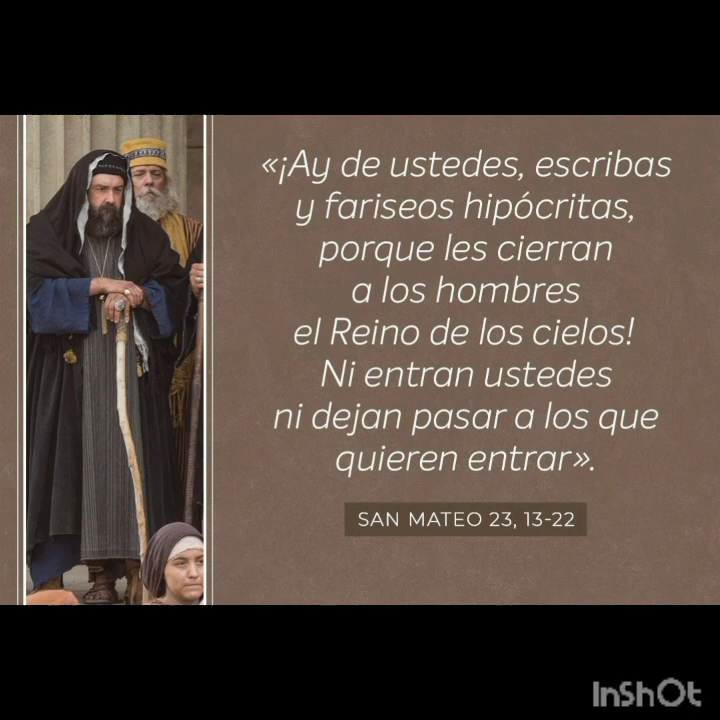 «¡Ay de ustedes, escribas
y fariseos hipócritas,
porque les cierran
a los hombres
el Reino de los cielos!
Ni entran ustedes
ni dejan pasar a los que
quieren entrar».
SAN MATEO 23, 13-22
InShOt